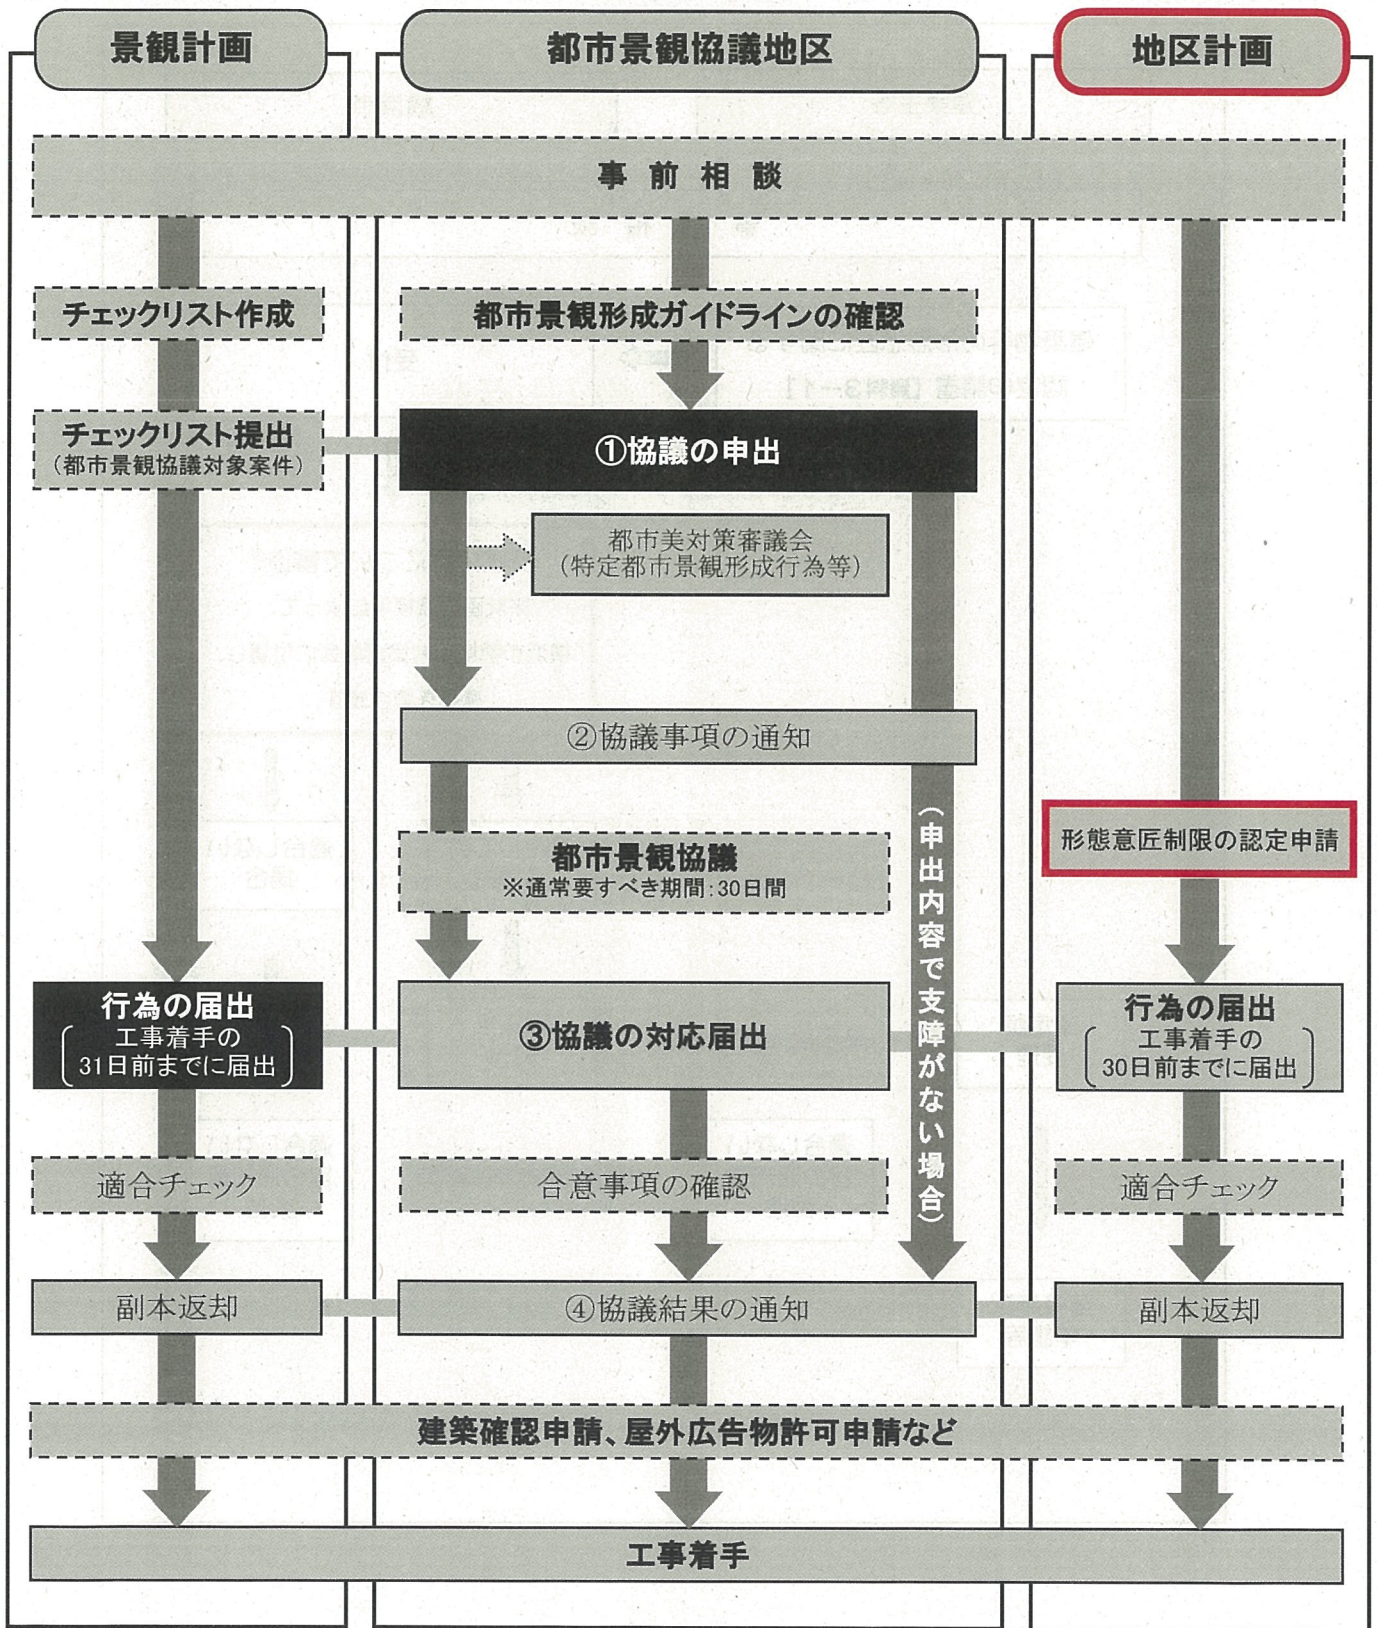 景観計画
都市景観協議地区
地区計画
事前相談
チェックリスト作成
都市景観形成ガイドラインの確認
チェックリスト提出
(都市景観協議対象案件)
①協議の申出
都市美対策審議会
(特定都市景観形成行為等)
②協議事項の通知
(申出内容で支障がない場合)
都市景観協議
※通常要すべき期間:30日間
形態意匠制限の認定申請
行為の届出
工事着手の
31日前までに届出
③協議の対応届出
行為の届出
工事着手の
30日前までに届出
適合チェック
合意事項の確認
適合チェック
副本返却
④協議結果の通知
副本返却
建築確認申請、屋外広告物許可申請など
工事着手